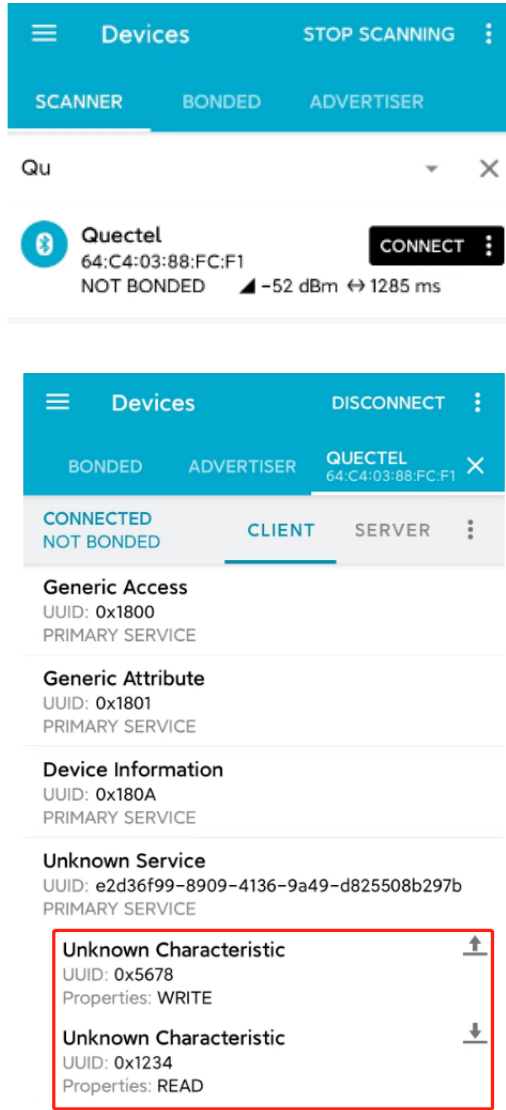 Devices STOP SCANNING
SCANNER BONDED ADVERTISER
Qu
Quectel
CONNECT
64:C4:03:88:FC:F1
NOT BONDED -52 dBm ↔ 1285 ms
Devices DISCONNECT
BONDED ADVERTISER QUECTEL
64:C4:03:88:FC:F1
CONNECTED
NOT BONDED
CLIENT SERVER
Generic Access
UUID: 0x1800
PRIMARY SERVICE
Generic Attribute
UUID: 0x1801
PRIMARY SERVICE
Device Information
UUID: 0x180A
PRIMARY SERVICE
Unknown Service
UUID: e2d36f99-8909-4136-9a49-d825508b297b
PRIMARY SERVICE
Unknown Characteristic
UUID: 0x5678
Properties: WRITE
Unknown Characteristic
UUID: 0x1234
Properties: READ